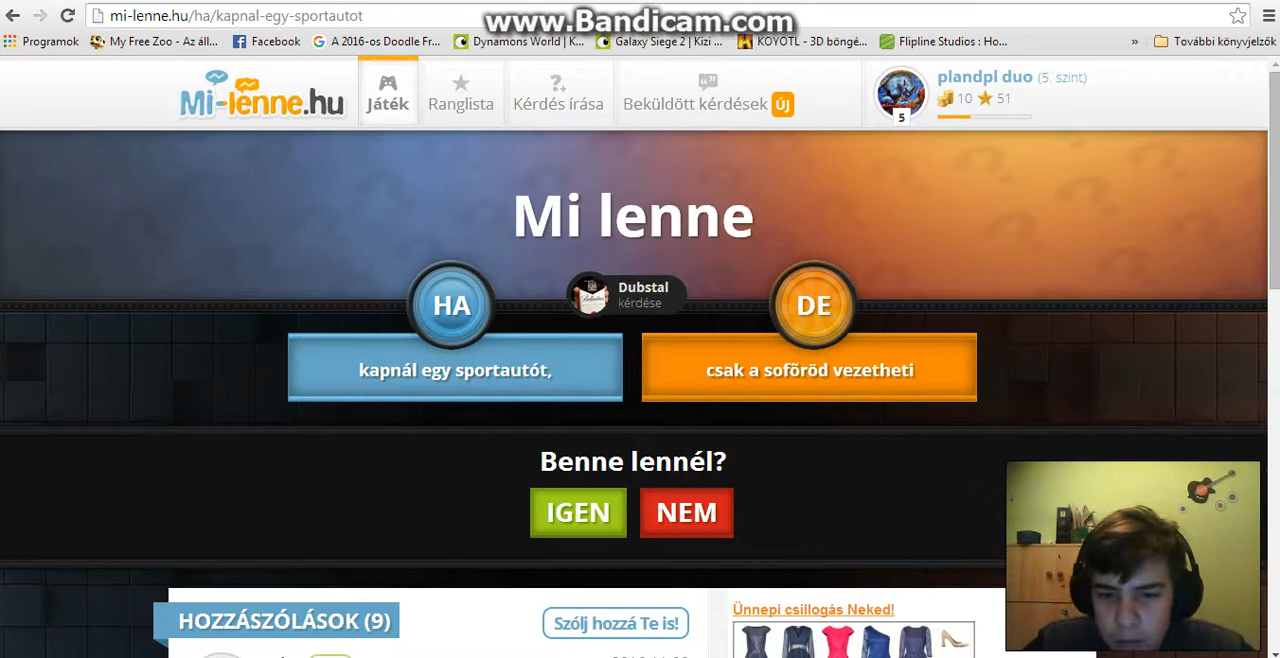 mi-lenne.hu/ha/kapnal-egy-sportautot
www.Bandicam.com
Programok
My Free Zoo - Az áll...
Facebook
A 2016-os Doodle Fr...
Dynamons World | K...
Galaxy Siege 2 | Kizi ...
KOYOTL - 3D böngé...
Flipline Studios : Ho...
»
További könyvjelzők
Mi-lenne.hu
Játék
Ranglista
Kérdés írása
Beküldött kérdések ÚJ
plandpl duo (5. szint)
10 51
5
Mi lenne
HA
Dubstal
kérdése
DE
kapnál egy sportautót,
csak a sofõröd vezetheti
Benne lennél?
IGEN
NEM
HOZZÁSZÓLÁSOK (9)
Szólj hozzá Te is!
Ünnepi csillogás Neked!